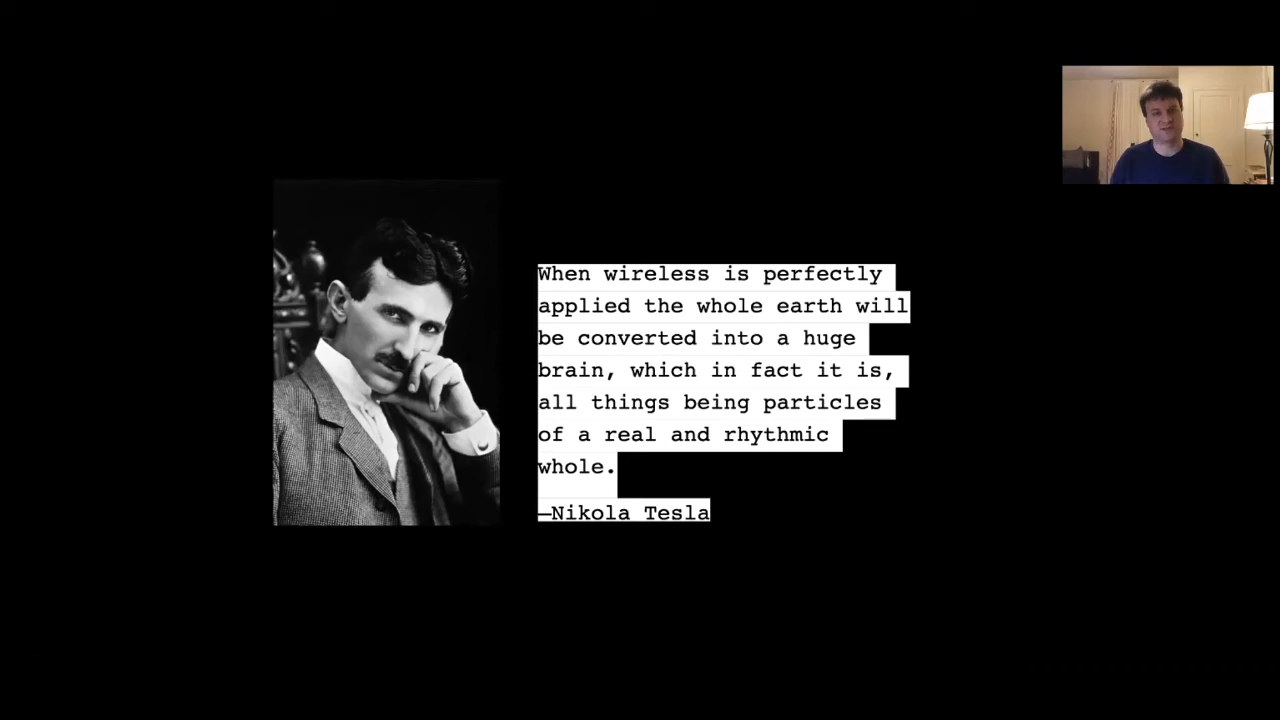 When wireless is perfectly
applied the whole earth will
be converted into a huge
brain, which in fact it is,
all things being particles
of a real and rhythmic
whole.
—Nikola Tesla